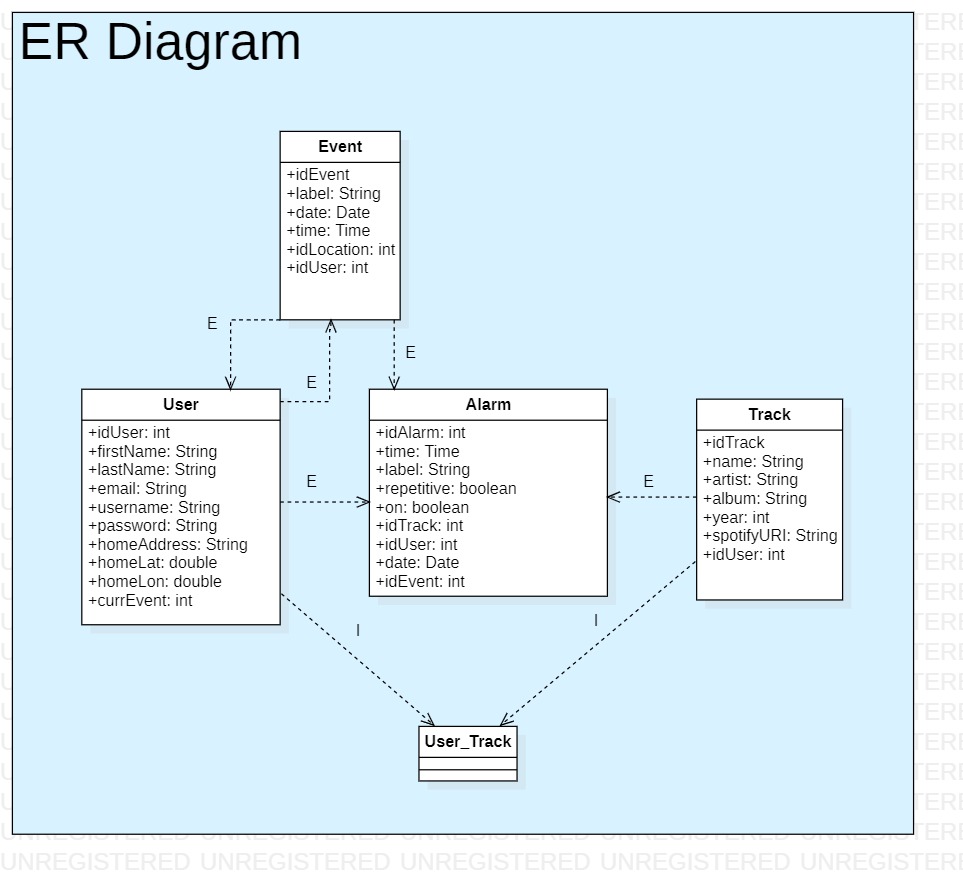 ER Diagram
Event
+idEvent
+label: String
+date: Date
+time: Time
+idLocation: int
+idUser: int
E
E
E
User
+idUser: int
+firstName: String
+lastName: String
+email: String
+username: String
+password: String
+homeAddress: String
+homeLat: double
+homeLon: double
+currEvent: int
E
Alarm
+idAlarm: int
+time: Time
+label: String
+repetitive: boolean
+on: boolean
+idTrack: int
+idUser: int
+date: Date
+idEvent: int
E
Track
+idTrack
+name: String
+artist: String
+album: String
+year: int
+spotifyURI: String
+idUser: int
I
I
User_Track
UNREGISTERED UNREGISTERED UNREGISTERED UNREGISTERED